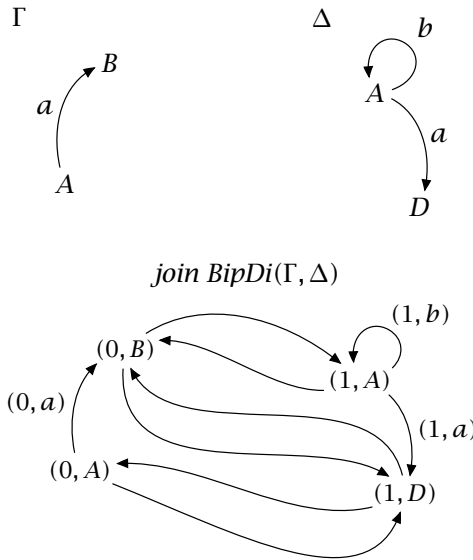 Γ Δ
b
B
A
a
a
A
D
join BipDi(Γ, Δ)
(1, b)
(0, B)
(1, A)
(0, a)
(1, a)
(0, A)
(1, D)